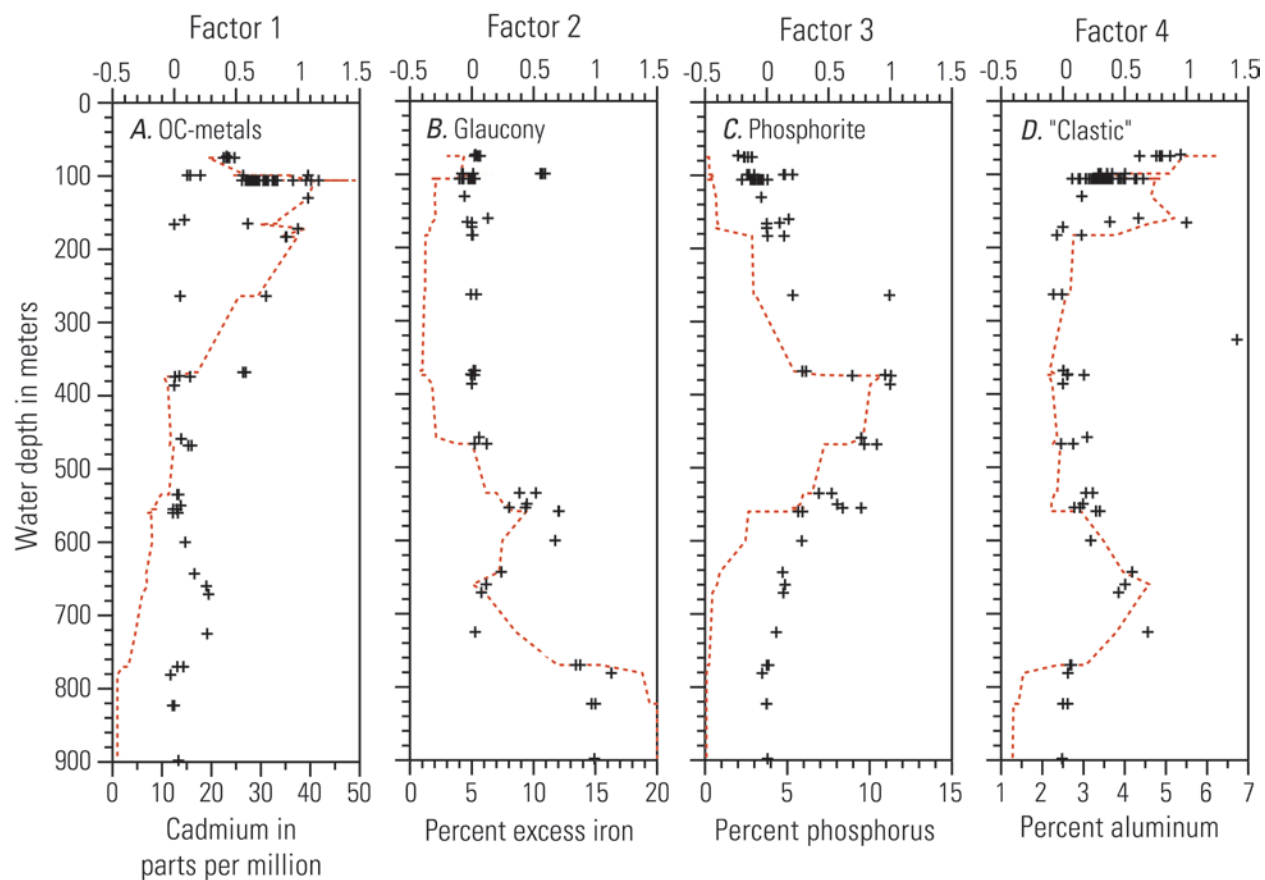 Factor 1
Factor 2
Factor 3
Factor 4
-0.5 0 0.5 1 1.5
-0.5 0 0.5 1 1.5
-0.5 0 0.5 1 1.5
-0.5 0 0.5 1 1.5
A. OC-metals
B. Glaucony
C. Phosphorite
D. "Clastic"
Water depth in meters
0
100
200
300
400
500
600
700
800
900
0 10 20 30 40 50
0 5 10 15 20
0 5 10 15
1 2 3 4 5 6 7
Cadmium in
parts per million
Percent excess iron
Percent phosphorus
Percent aluminum